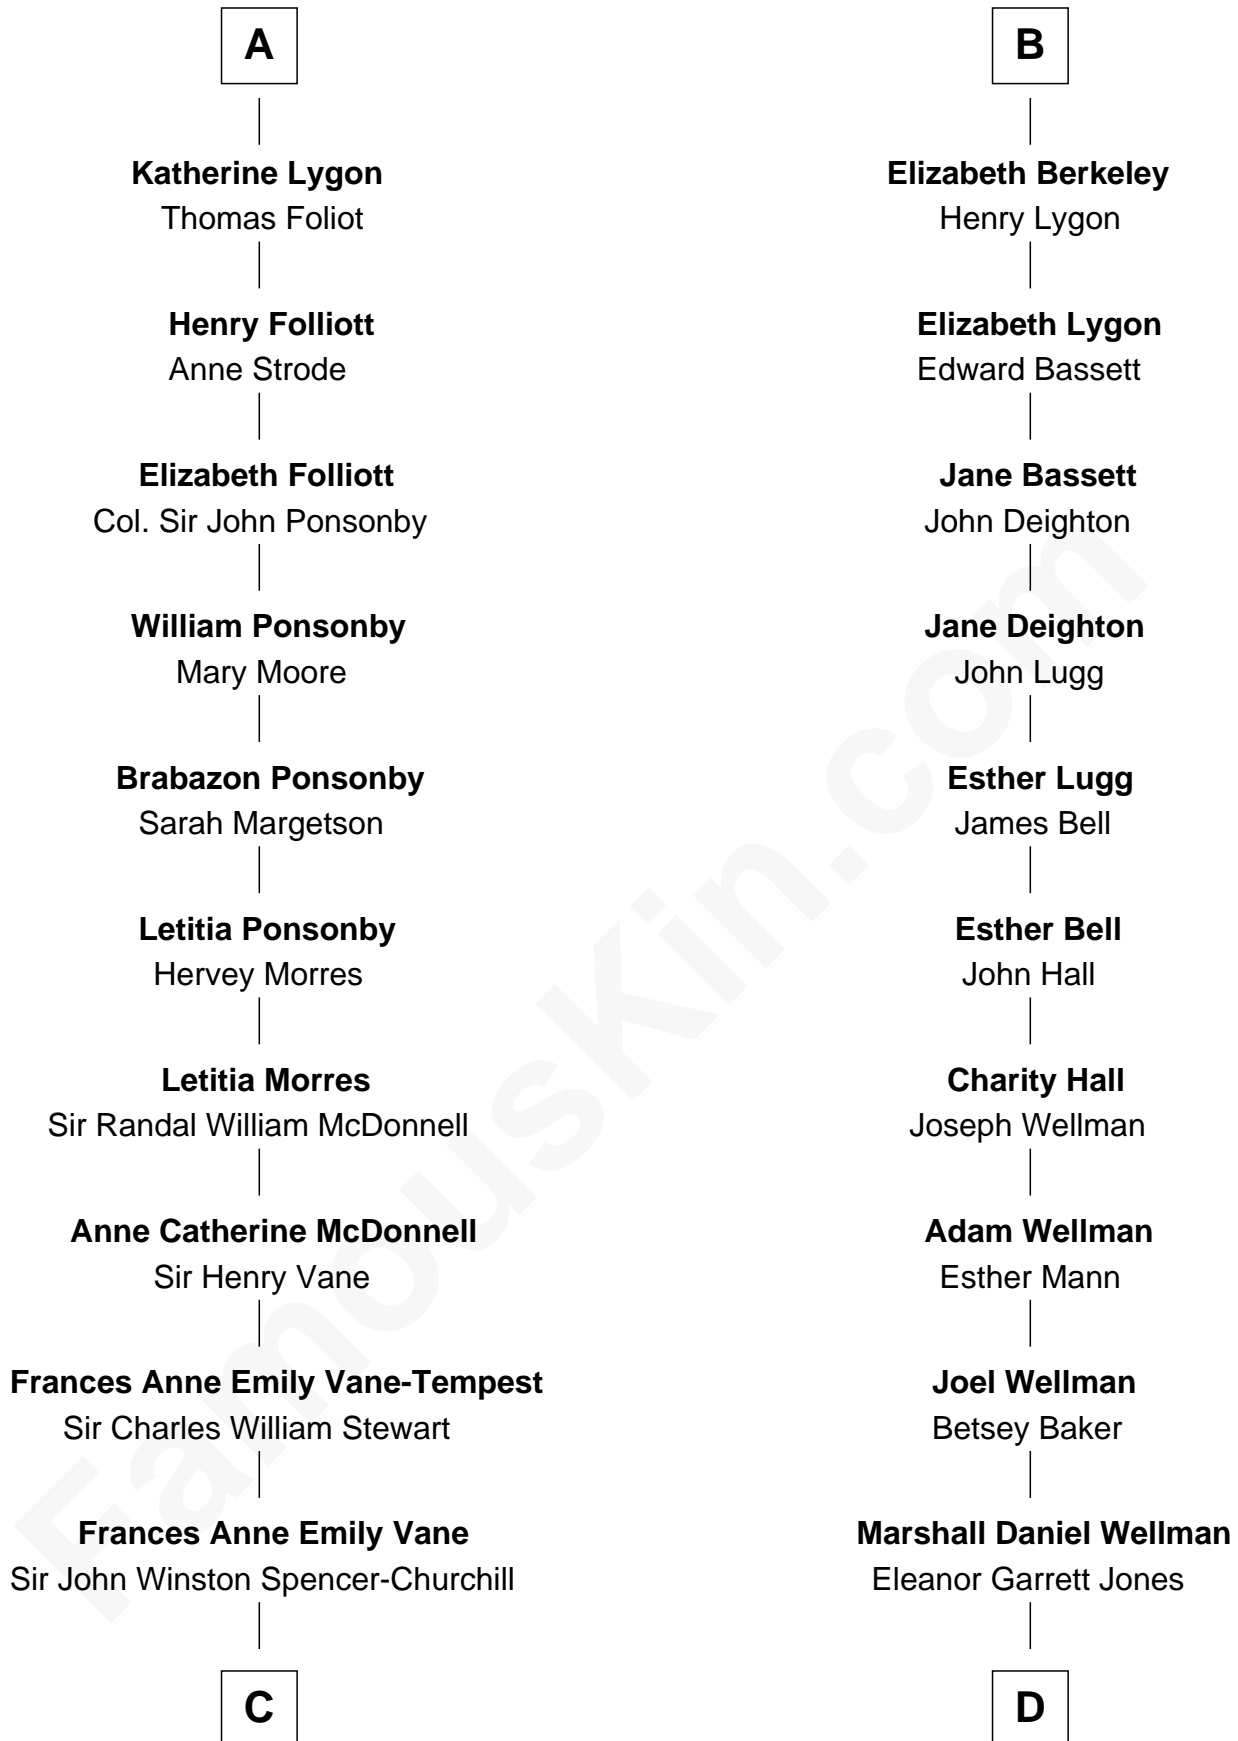 A
Katherine Lygon
Thomas Foliot
Henry Folliott
Anne Strode
Elizabeth Folliott
Col. Sir John Ponsonby
William Ponsonby
Mary Moore
Brabazon Ponsonby
Sarah Margetson
Letitia Ponsonby
Hervey Morres
Letitia Morres
Sir Randal William McDonnell
Anne Catherine McDonnell
Sir Henry Vane
Frances Anne Emily Vane-Tempest
Sir Charles William Stewart
Frances Anne Emily Vane
Sir John Winston Spencer-Churchill
C
B
Elizabeth Berkeley
Henry Lygon
Elizabeth Lygon
Edward Bassett
Jane Bassett
John Deighton
Jane Deighton
John Lugg
Esther Lugg
James Bell
Esther Bell
John Hall
Charity Hall
Joseph Wellman
Adam Wellman
Esther Mann
Joel Wellman
Betsey Baker
Marshall Daniel Wellman
Eleanor Garrett Jones
D
FamousKin.com